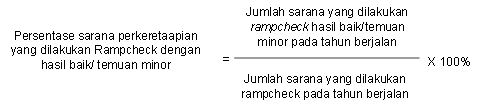 Persentase sarana perkeretaapian
yang dilakukan Rampcheck dengan
hasil baik/ temuan minor
=
Jumlah sarana yang dilakukan
rampcheck hasil baik/temuan
minor pada tahun berjalan
Jumlah sarana yang dilakukan
rampcheck pada tahun berjalan
X 100%